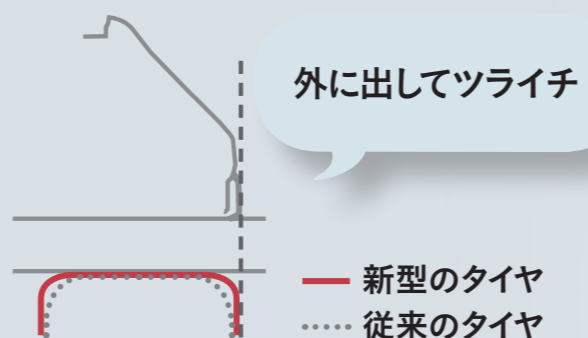 外に出してツライチ
新型のタイヤ
従来のタイヤ